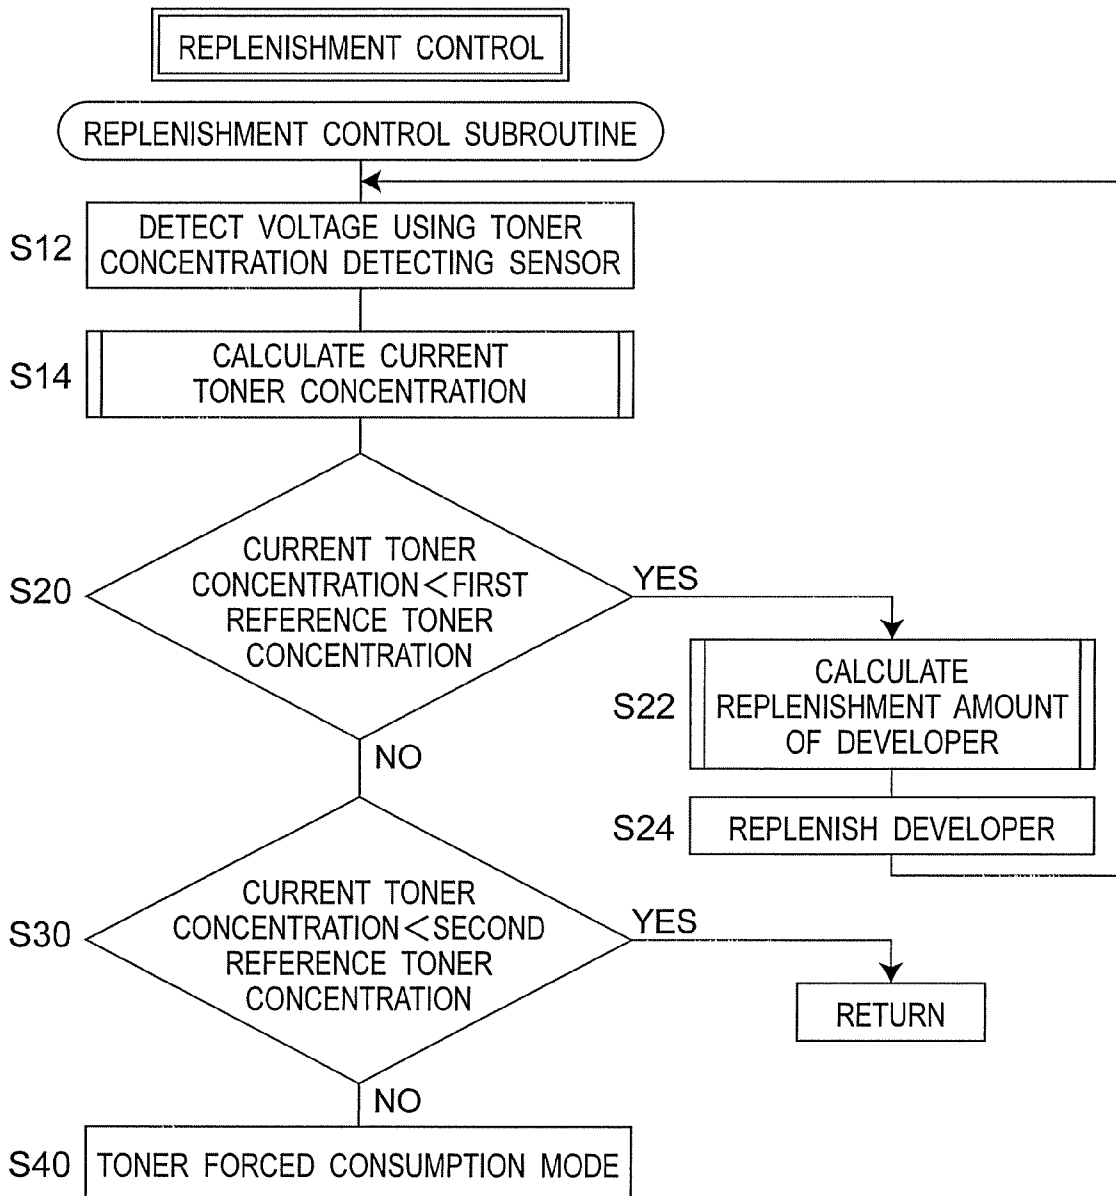 REPLENISHMENT CONTROL
REPLENISHMENT CONTROL SUBROUTINE
S12
DETECT VOLTAGE USING TONER
CONCENTRATION DETECTING SENSOR
S14
CALCULATE CURRENT
TONER CONCENTRATION
S20
CURRENT TONER
CONCENTRATION<FIRST
REFERENCE TONER
CONCENTRATION
YES
NO
S22
CALCULATE
REPLENISHMENT AMOUNT
OF DEVELOPER
S24
REPLENISH DEVELOPER
S30
CURRENT TONER
CONCENTRATION<SECOND
REFERENCE TONER
CONCENTRATION
YES
RETURN
NO
S40
TONER FORCED CONSUMPTION MODE